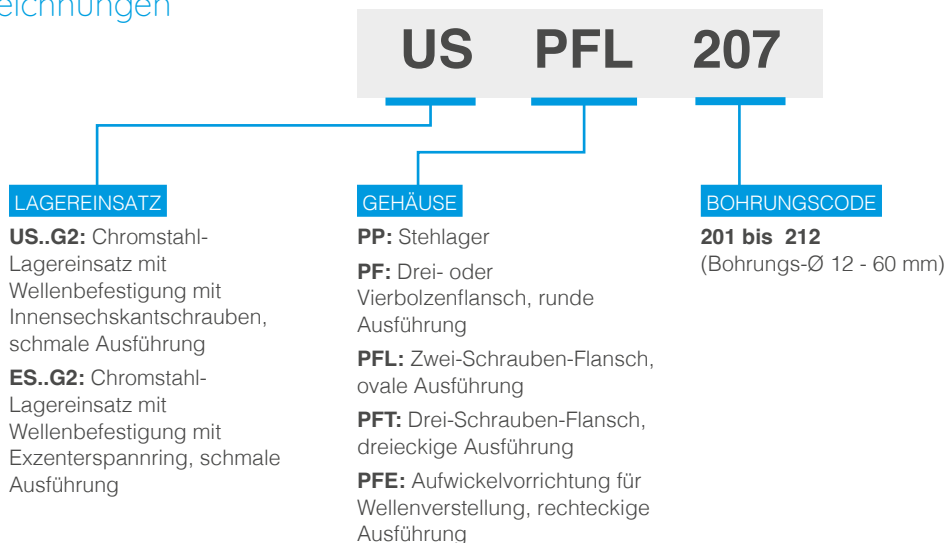 US PFL 207
LAGEREINSATZ
US..G2: Chromstahl-
Lagereinsatz mit
Wellenbefestigung mit
Innensechskantschrauben,
schmale Ausführung
ES..G2: Chromstahl-
Lagereinsatz mit
Wellenbefestigung mit
Exzenterspannring, schmale
Ausführung
GEHÄUSE
PP: Stehlager
PF: Drei- oder
Vierbolzenflansch, runde
Ausführung
PFL: Zwei-Schrauben-Flansch,
ovale Ausführung
PFT: Drei-Schrauben-Flansch,
dreieckige Ausführung
PFE: Aufwickelvorrichtung für
Wellenverstellung, rechteckige
Ausführung
BOHRUNGSCODE
201 bis 212
(Bohrungs-Ø 12 - 60 mm)